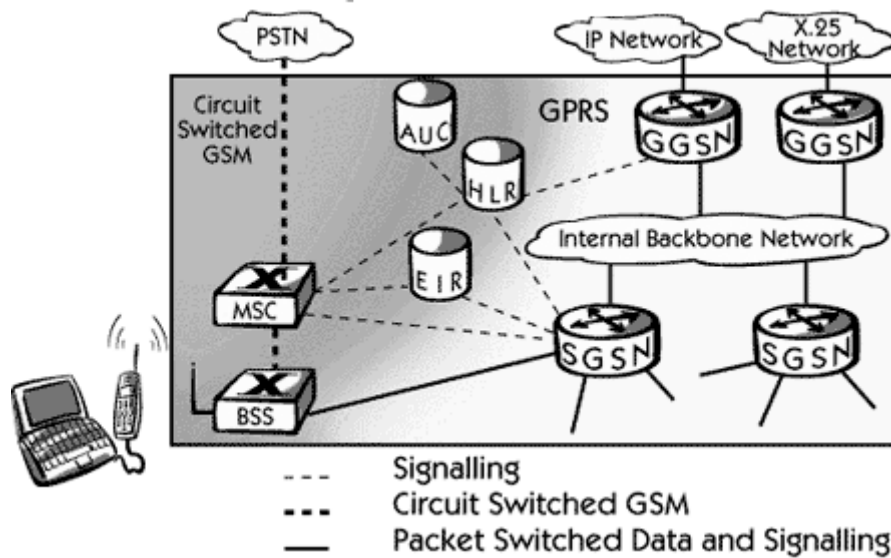 PSTN
IP Network
X.25
Network
Circuit
Switched
GSM
AUC
GPRS
GGSN
GGSN
HLR
Internal Backbone Network
EIR
MSC
SGSN
SGSN
BSS
Signalling
Circuit Switched GSM
Packet Switched Data and Signalling